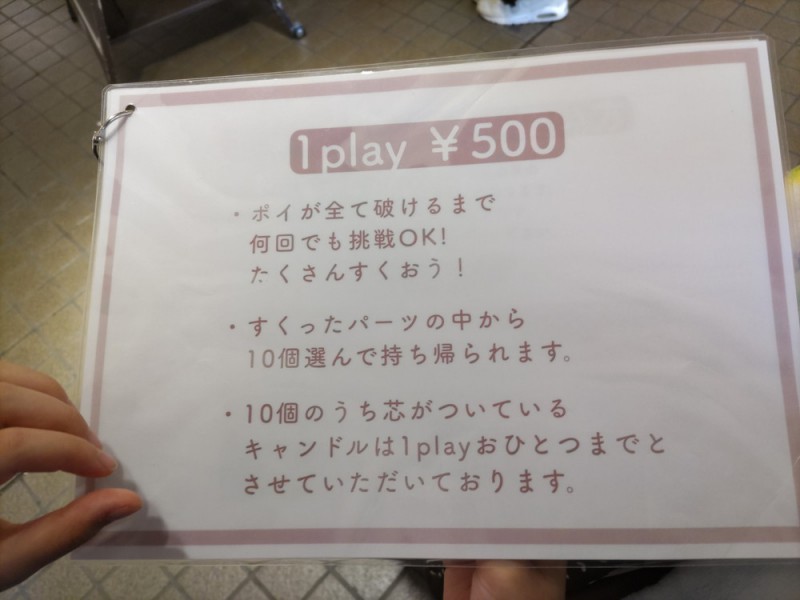 1play ¥500
・ポイが全て破けるまで
何回でも挑戦OK!
たくさんすくおう！
・すくったパーツの中から
10個選んで持ち帰られます。
・10個のうち芯がついている
キャンドルは1playおひとつまでと
させていただいております。